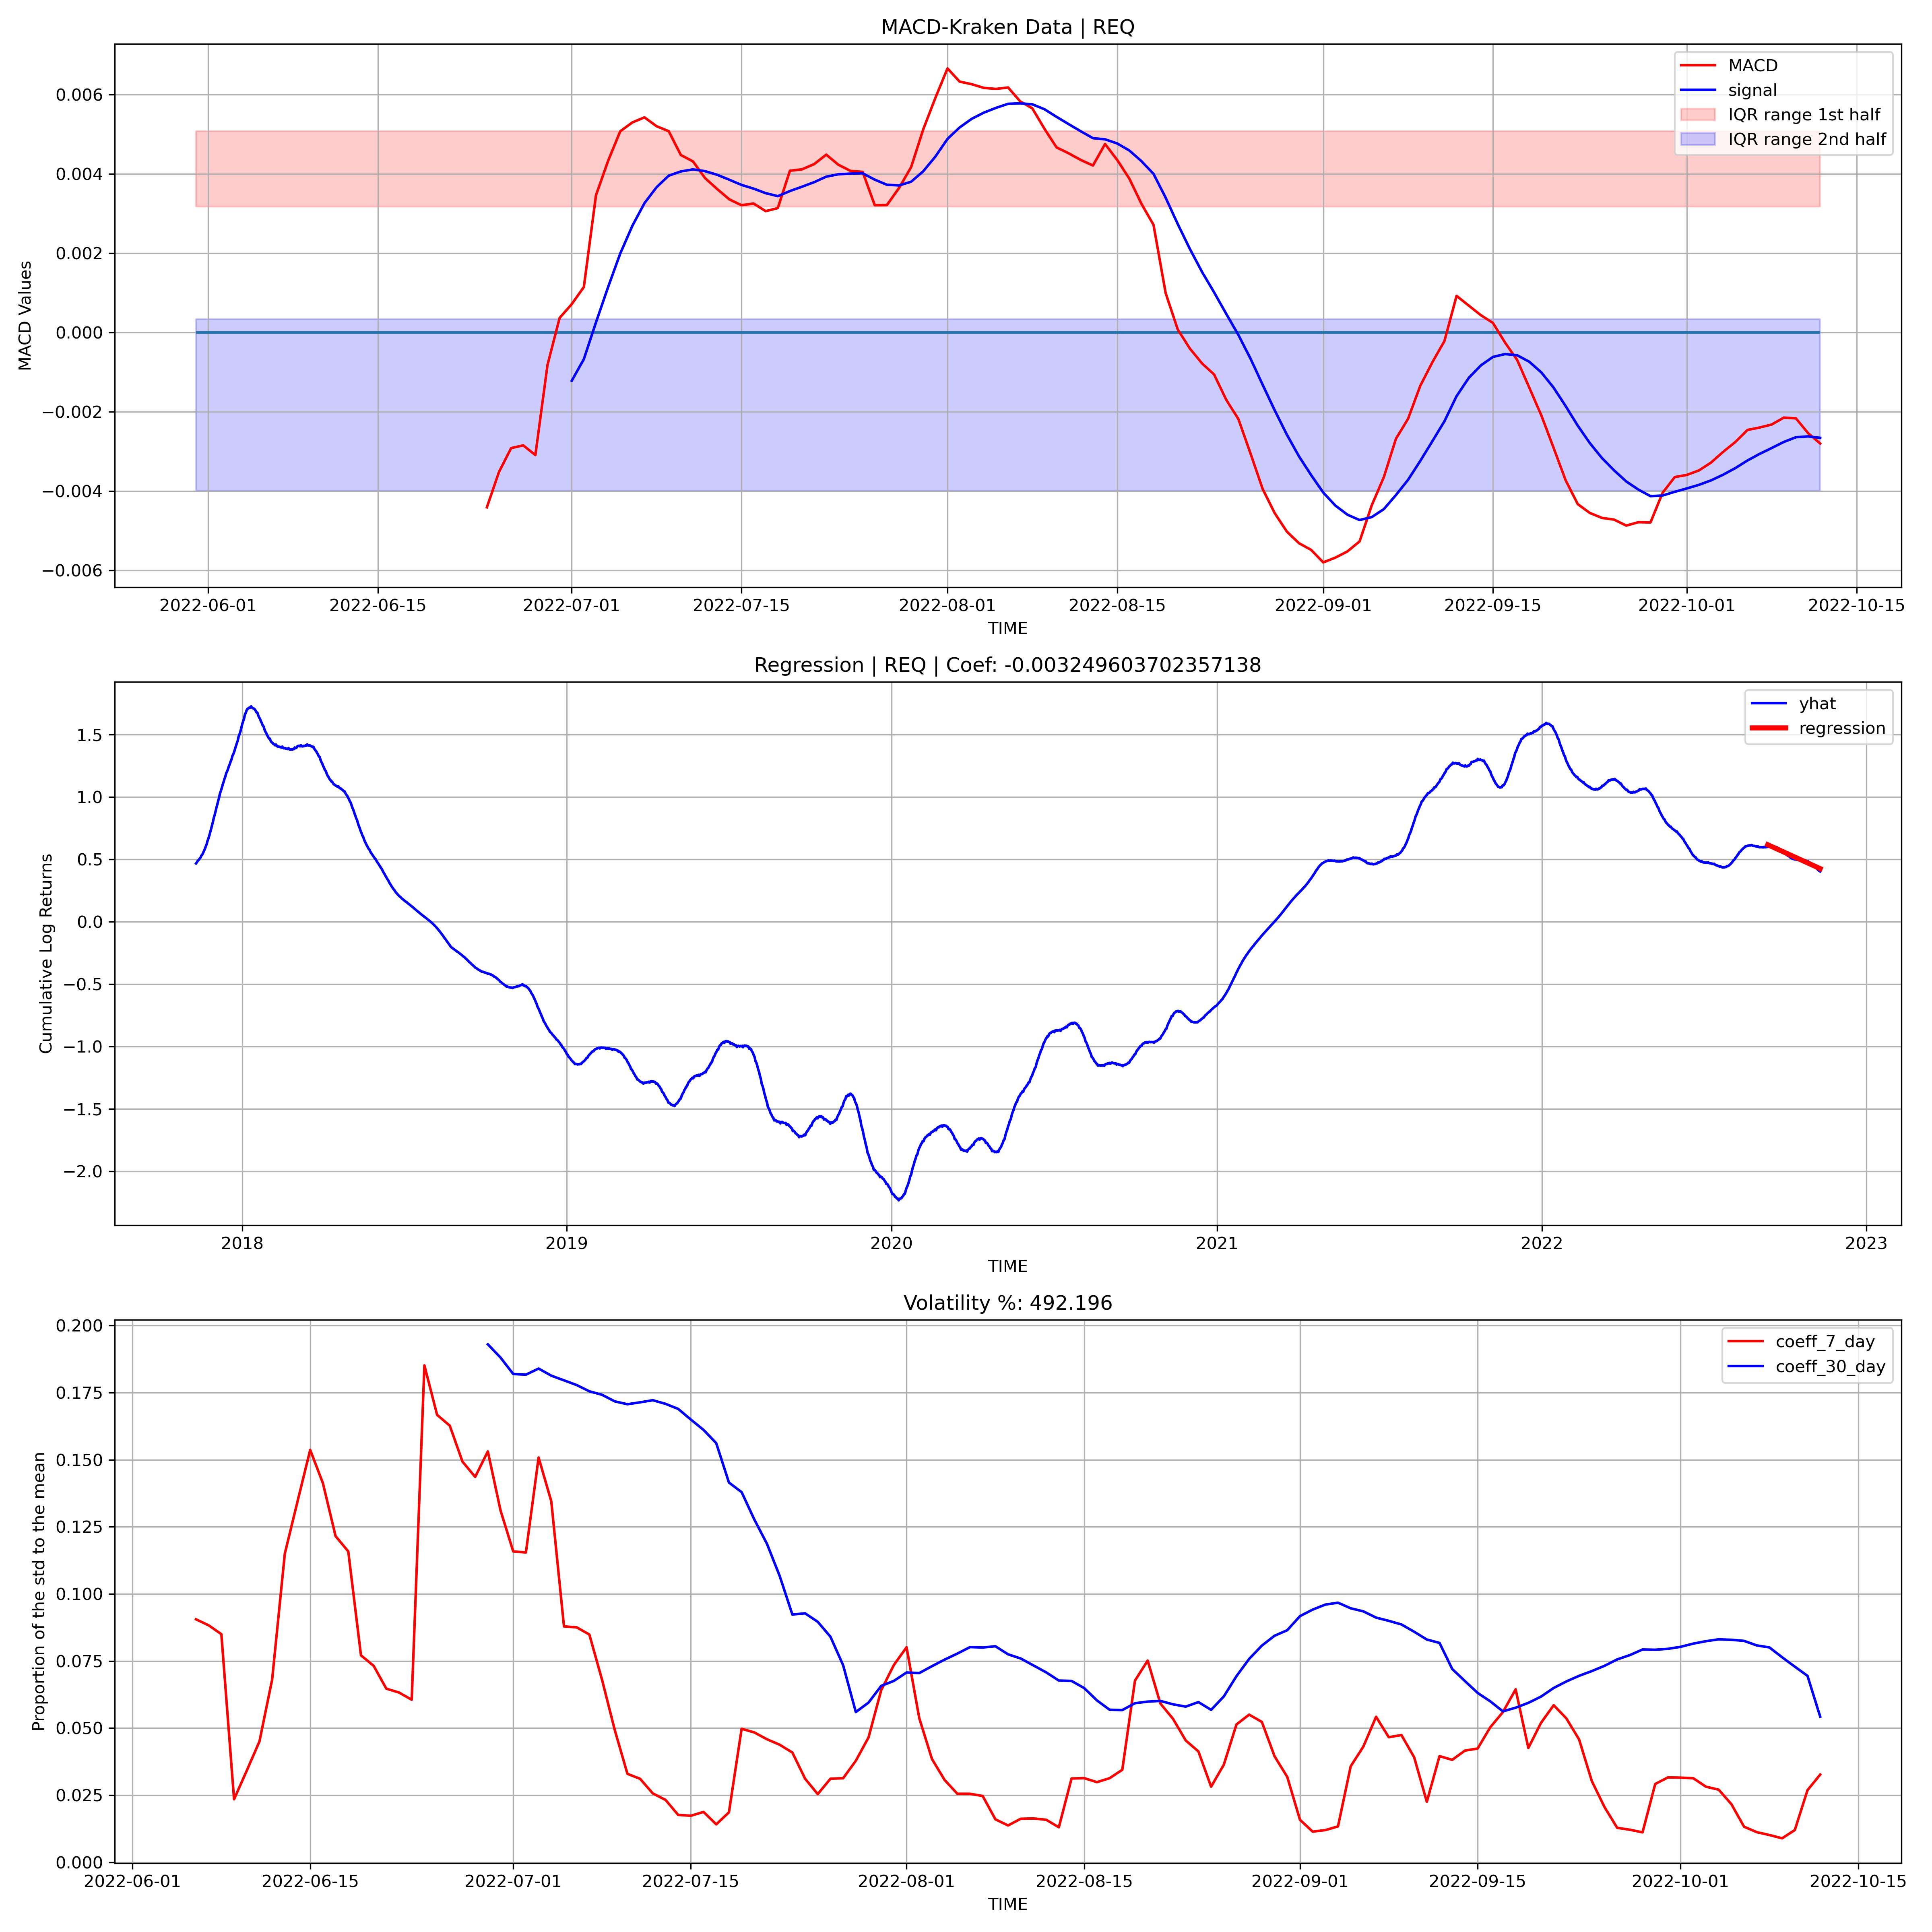 MACD-Kraken Data | REQ
MACD Values
0.006
0.004
0.002
0.000
−0.002
−0.004
−0.006
MACD
signal
IQR range 1st half
IQR range 2nd half
2022-06-01 2022-06-15 2022-07-01 2022-07-15 2022-08-01 2022-08-15 2022-09-01 2022-09-15 2022-10-01 2022-10-15
TIME
Regression | REQ | Coef: -0.003249603702357138
Cumulative Log Returns
1.5
1.0
0.5
0.0
−0.5
−1.0
−1.5
−2.0
yhat
regression
2018 2019 2020 2021 2022 2023
TIME
Volatility %: 492.196
Proportion of the std to the mean
0.200
0.175
0.150
0.125
0.100
0.075
0.050
0.025
0.000
coeff_7_day
coeff_30_day
2022-06-01 2022-06-15 2022-07-01 2022-07-15 2022-08-01 2022-08-15 2022-09-01 2022-09-15 2022-10-01 2022-10-15
TIME